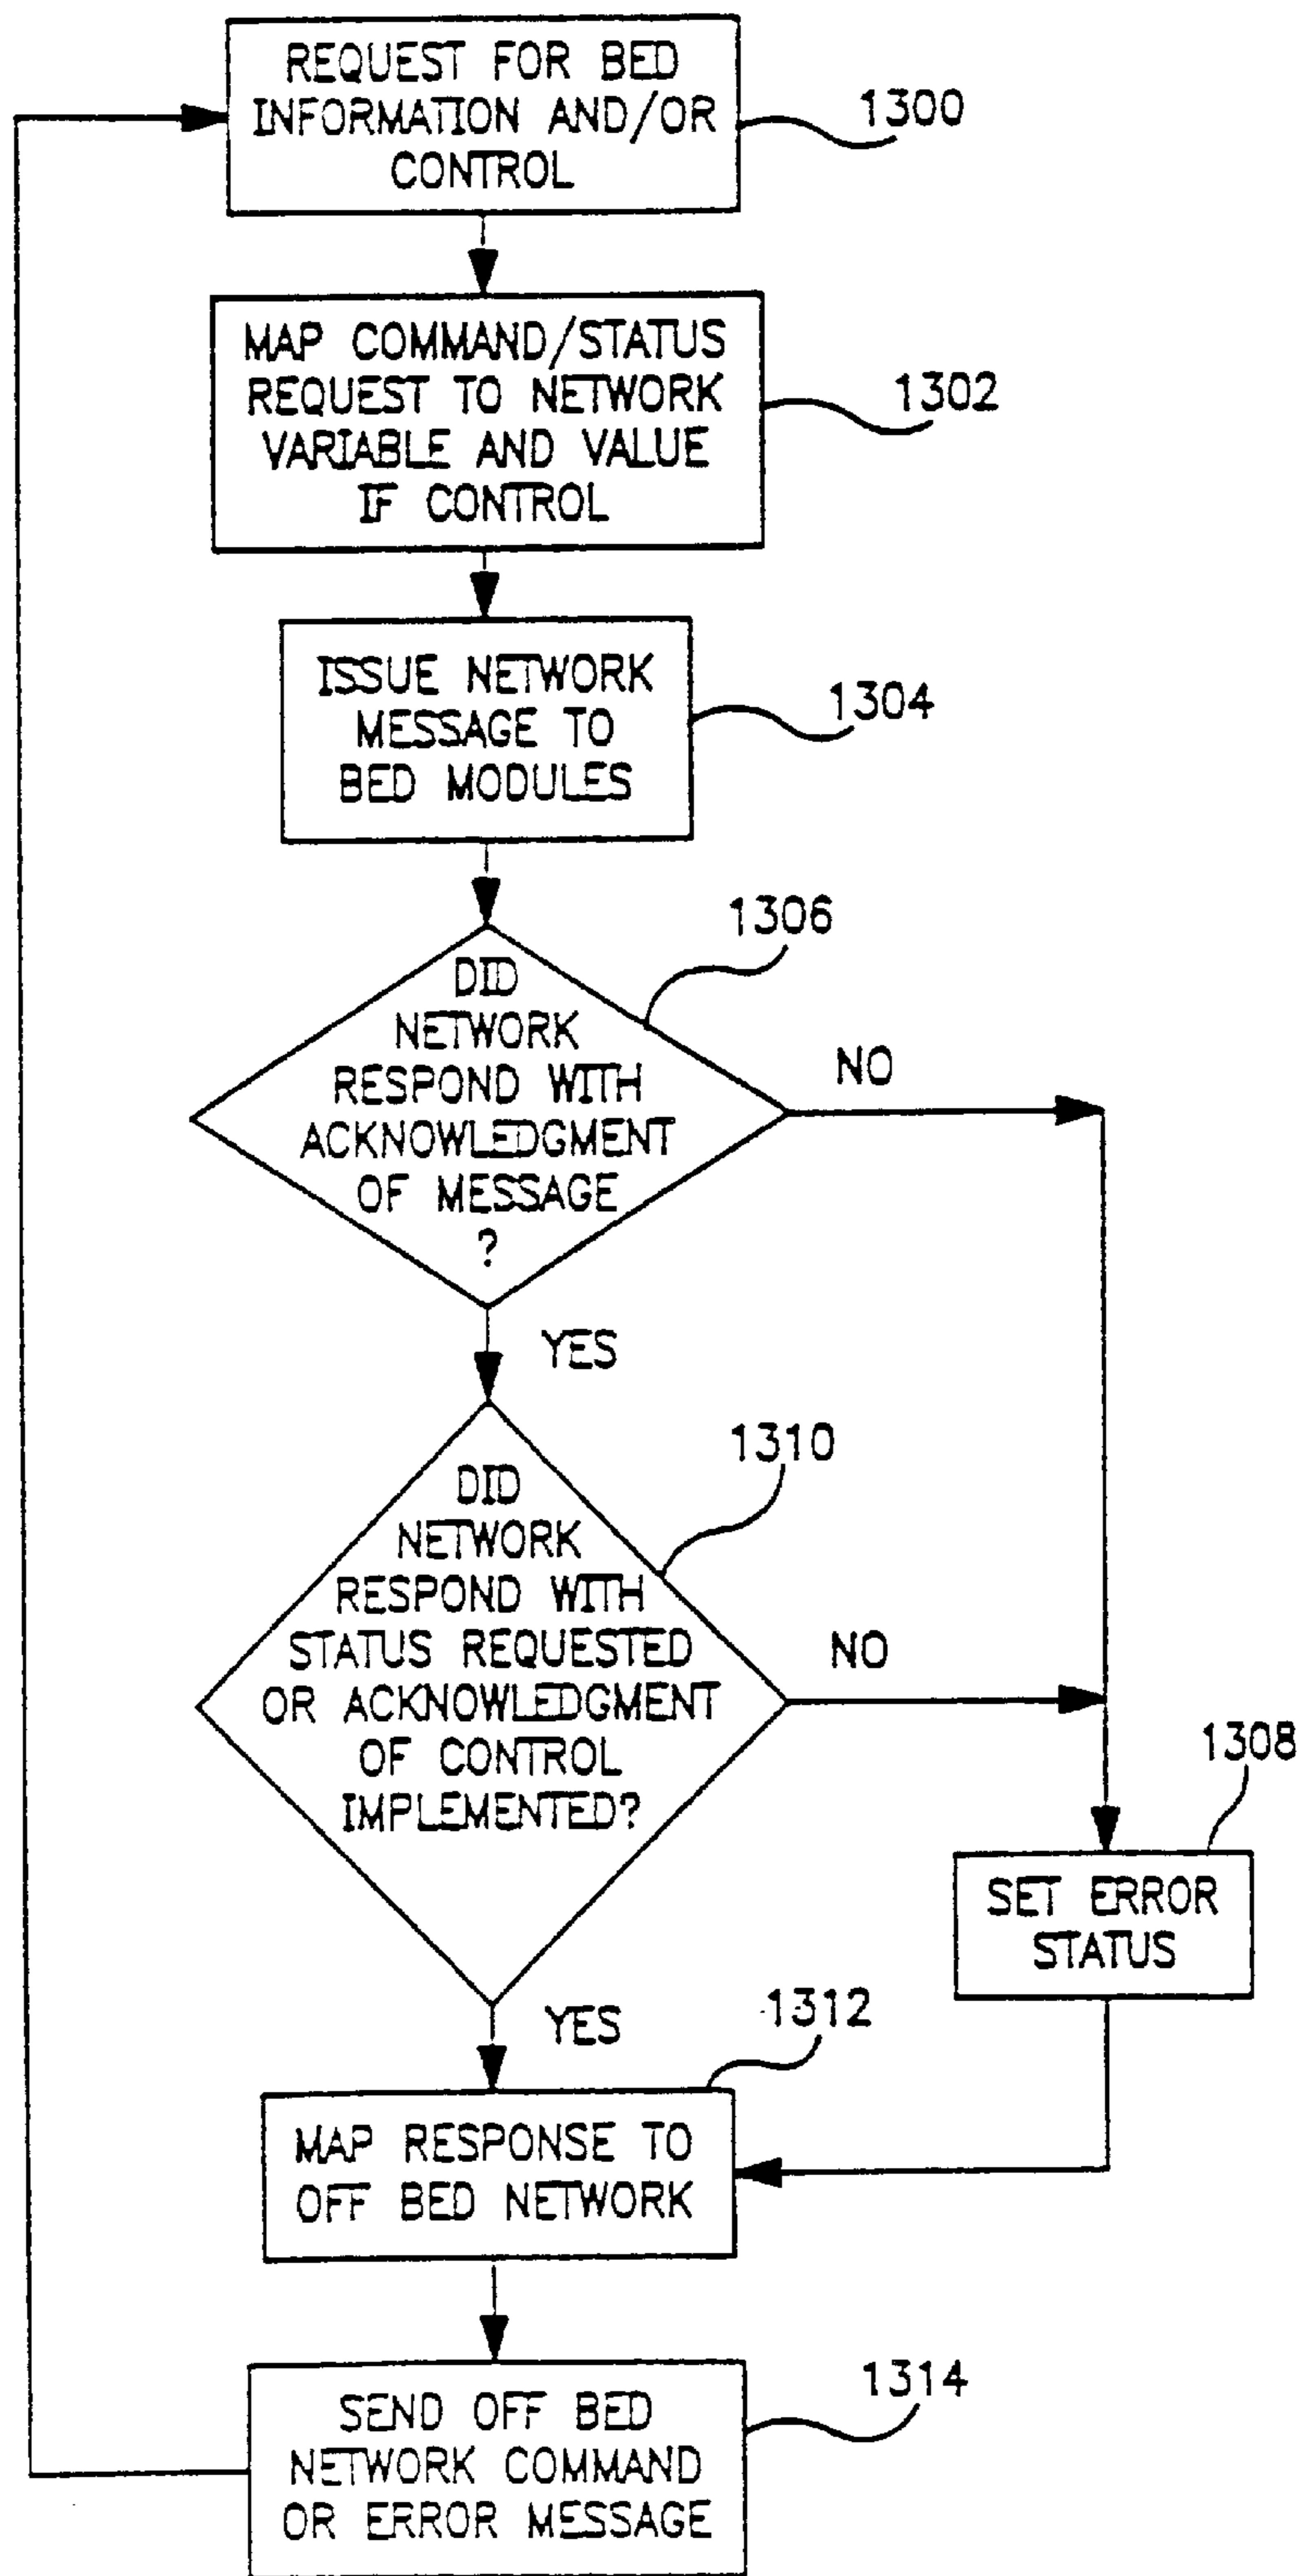 REQUEST FOR BED
INFORMATION AND/OR
CONTROL
1300
MAP COMMAND/STATUS
REQUEST TO NETWORK
VARIABLE AND VALUE
IF CONTROL
1302
ISSUE NETWORK
MESSAGE TO
BED MODULES
1304
1306
DID
NETWORK
RESPOND WITH
ACKNOWLEDGMENT
OF MESSAGE
?
NO
YES
1310
DID
NETWORK
RESPOND WITH
STATUS REQUESTED
OR ACKNOWLEDGMENT
OF CONTROL
IMPLEMENTED?
NO
1308
SET ERROR
STATUS
YES
1312
MAP RESPONSE TO
OFF BED NETWORK
1314
SEND OFF BED
NETWORK COMMAND
OR ERROR MESSAGE